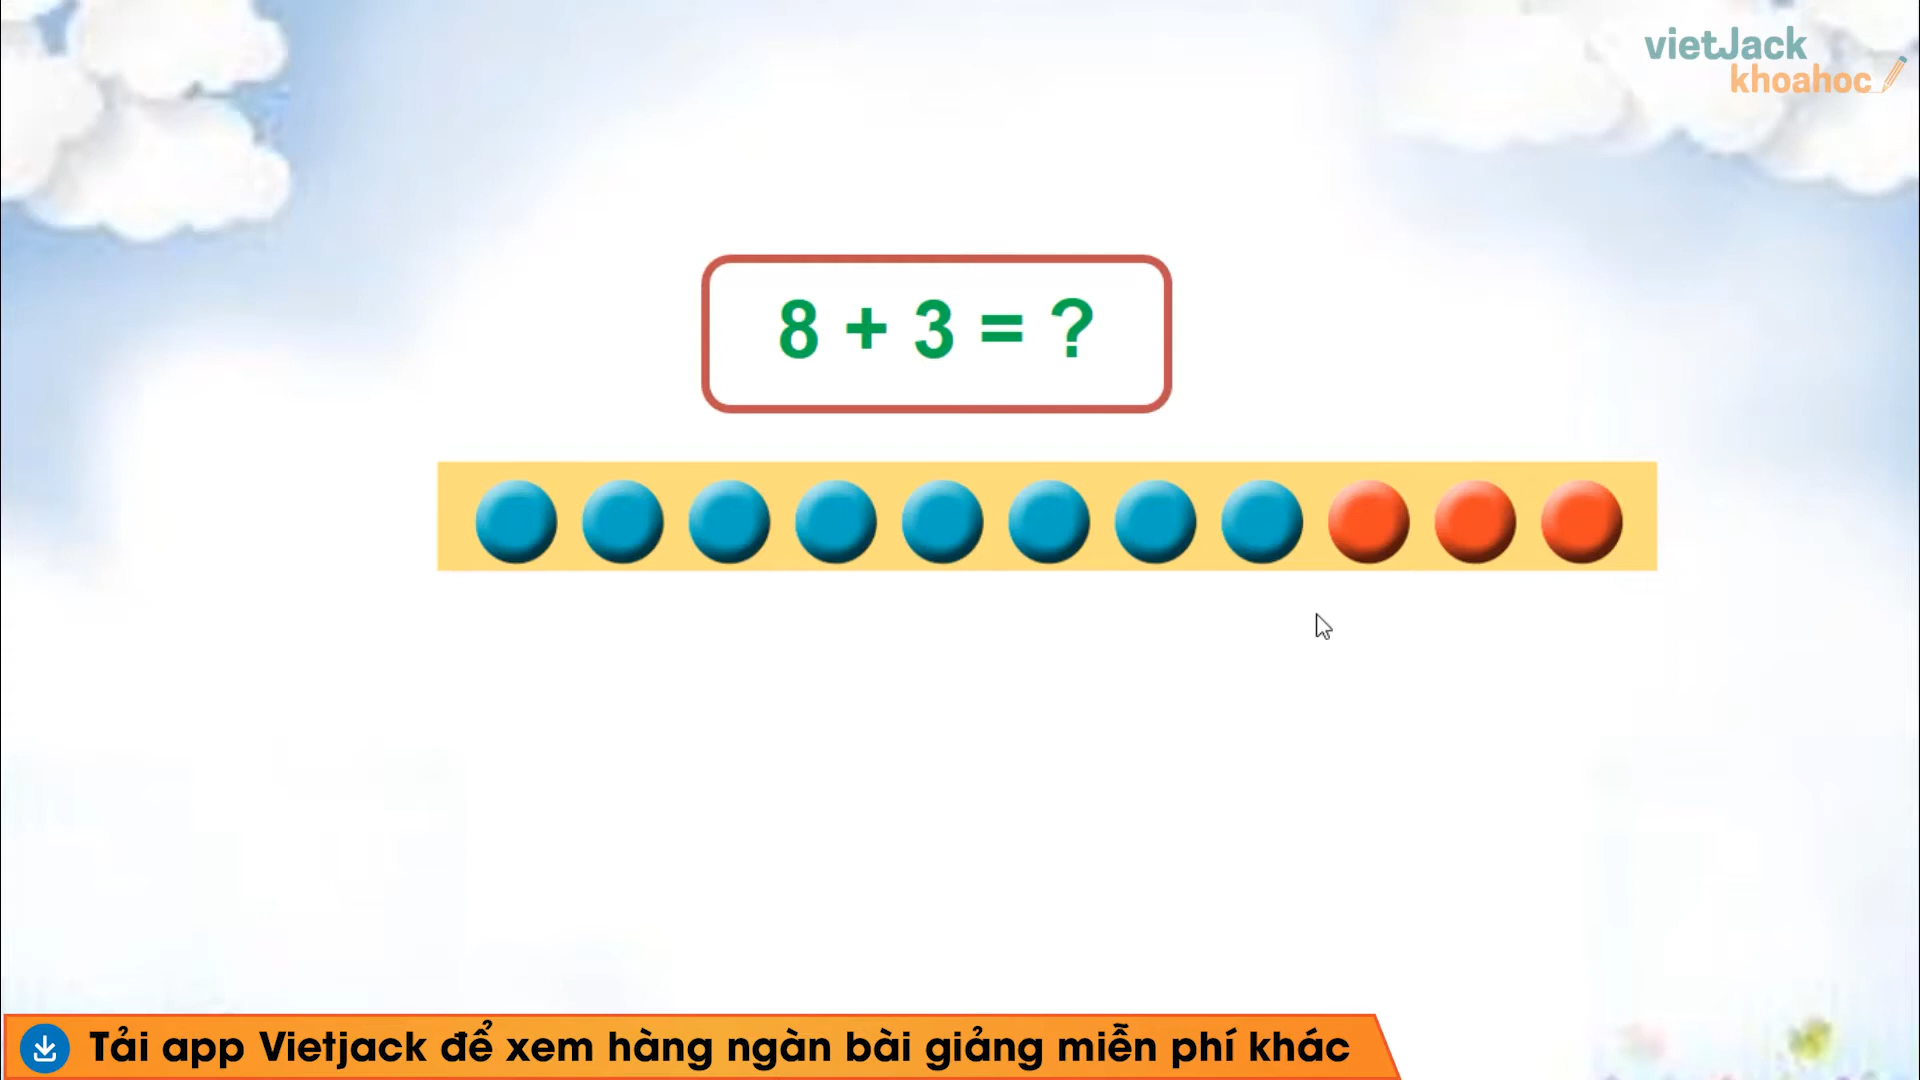 vietJack
khoahoc
8 + 3 = ?
Tải app Vietjack để xem hàng ngàn bài giảng miễn phí khác